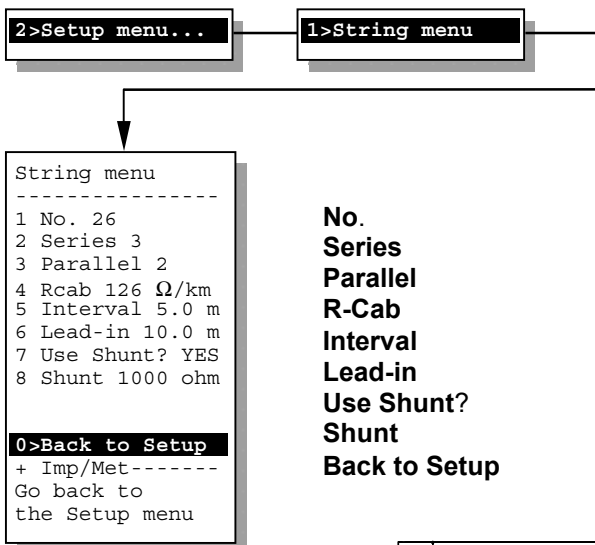 2>Setup menu...
1>String menu
String menu
----------------
1 No. 26
2 Series 3
3 Parallel 2
4 Rcab 126 Ω/km
5 Interval 5.0 m
6 Lead-in 10.0 m
7 Use Shunt? YES
8 Shunt 1000 ohm
0>Back to Setup
+ Imp/Met-------
Go back to
the Setup menu
No.
Series
Parallel
R-Cab
Interval
Lead-in
Use Shunt?
Shunt
Back to Setup